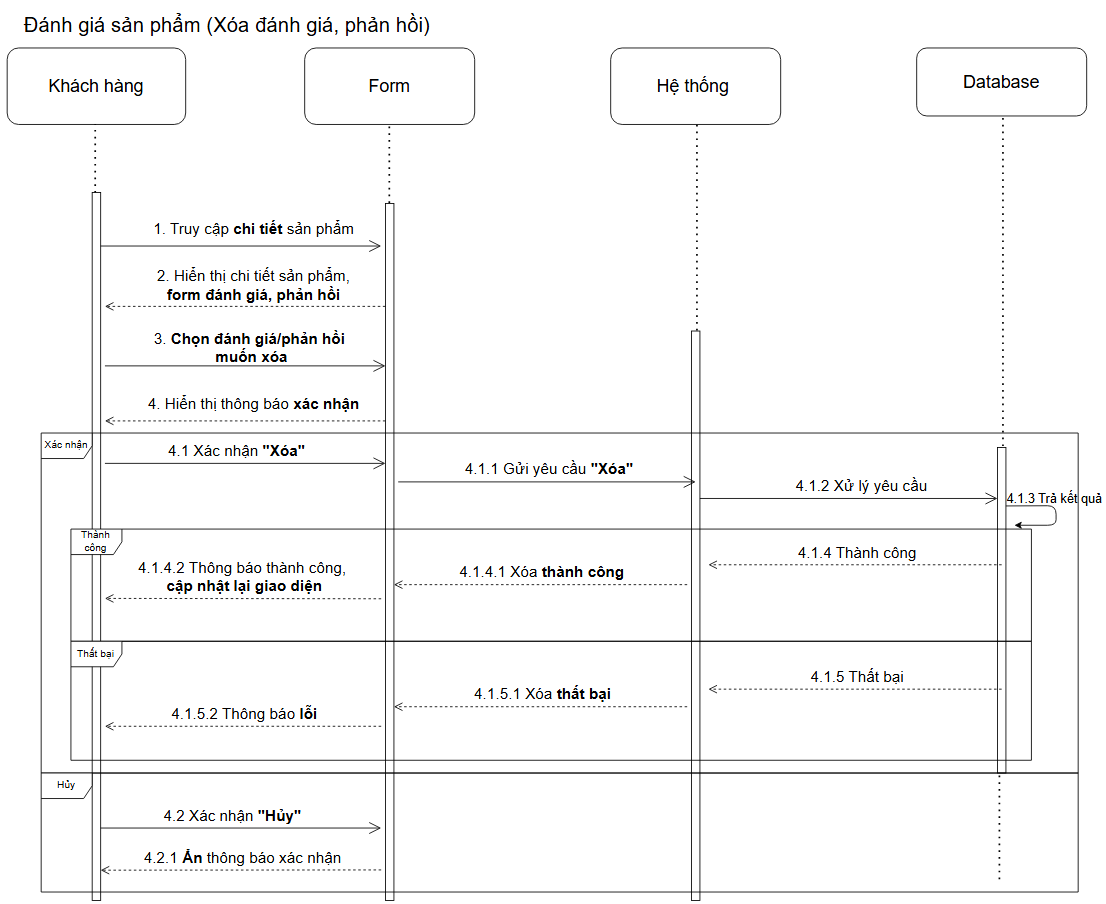 Đánh giá sản phẩm (Xóa đánh giá, phản hồi)
Khách hàng
Form
Hệ thống
Database
1. Truy cập chi tiết sản phẩm
2. Hiển thị chi tiết sản phẩm,
form đánh giá, phản hồi
3. Chọn đánh giá/phản hồi
muốn xóa
4. Hiển thị thông báo xác nhận
Xác nhận
4.1 Xác nhận "Xóa"
4.1.1 Gửi yêu cầu "Xóa"
4.1.2 Xử lý yêu cầu
4.1.3 Trả kết quả
Thành
công
4.1.4 Thành công
4.1.4.1 Xóa thành công
4.1.4.2 Thông báo thành công,
cập nhật lại giao diện
Thất bại
4.1.5 Thất bại
4.1.5.1 Xóa thất bại
4.1.5.2 Thông báo lỗi
Hủy
4.2 Xác nhận "Hủy"
4.2.1 Ẩn thông báo xác nhận